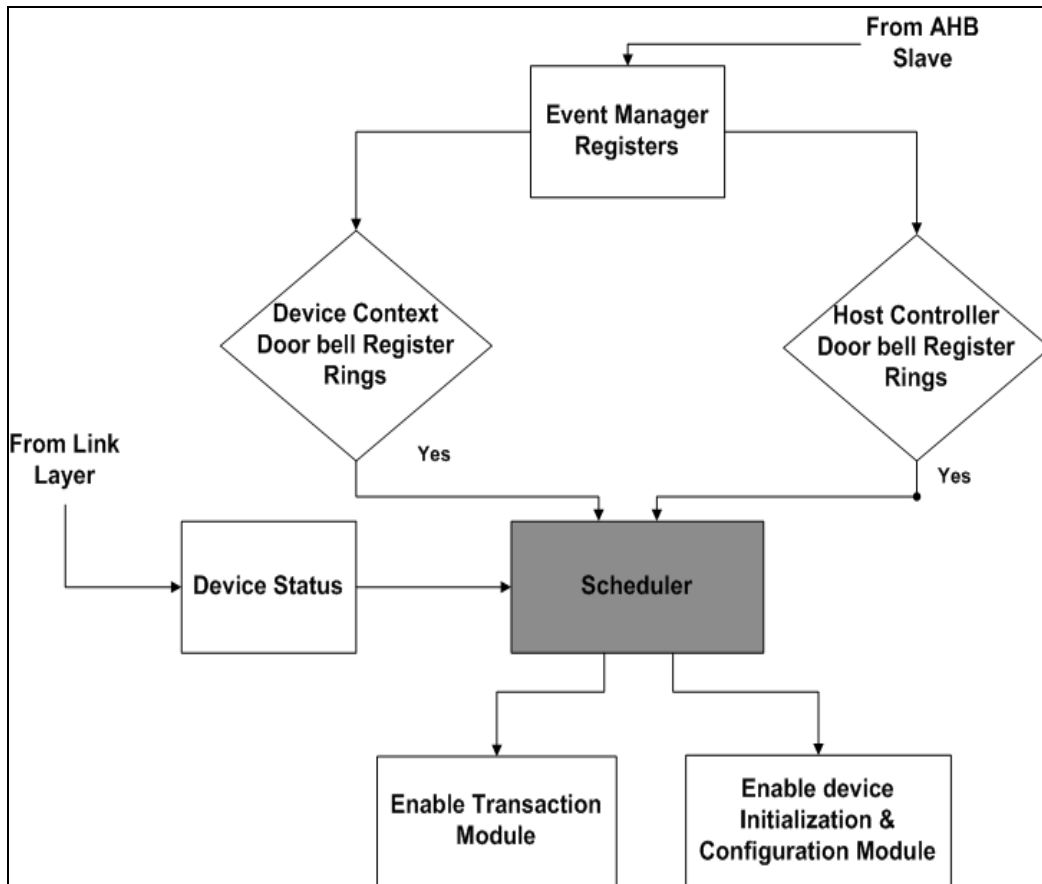 From AHB
Slave
Event Manager
Registers
Device Context
Door bell Register
Rings
Host Controller
Door bell Register
Rings
Yes
Yes
From Link
Layer
Device Status
Scheduler
Enable Transaction
Module
Enable device
Initialization &
Configuration Module